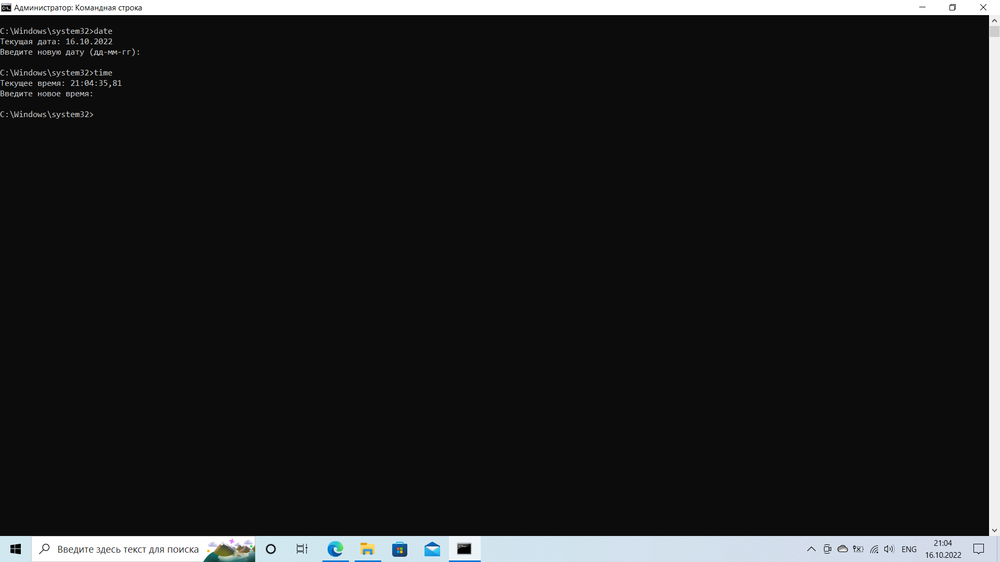 Администратор: Командная строка
C:\Windows\system32>date
Текущая дата: 16.10.2022
Введите новую дату (дд-мм-гг):
C:\Windows\system32>time
Текущее время: 21:04:35,81
Введите новое время:
C:\Windows\system32>
Введите здесь текст для поиска
ENG
21:04
16.10.2022